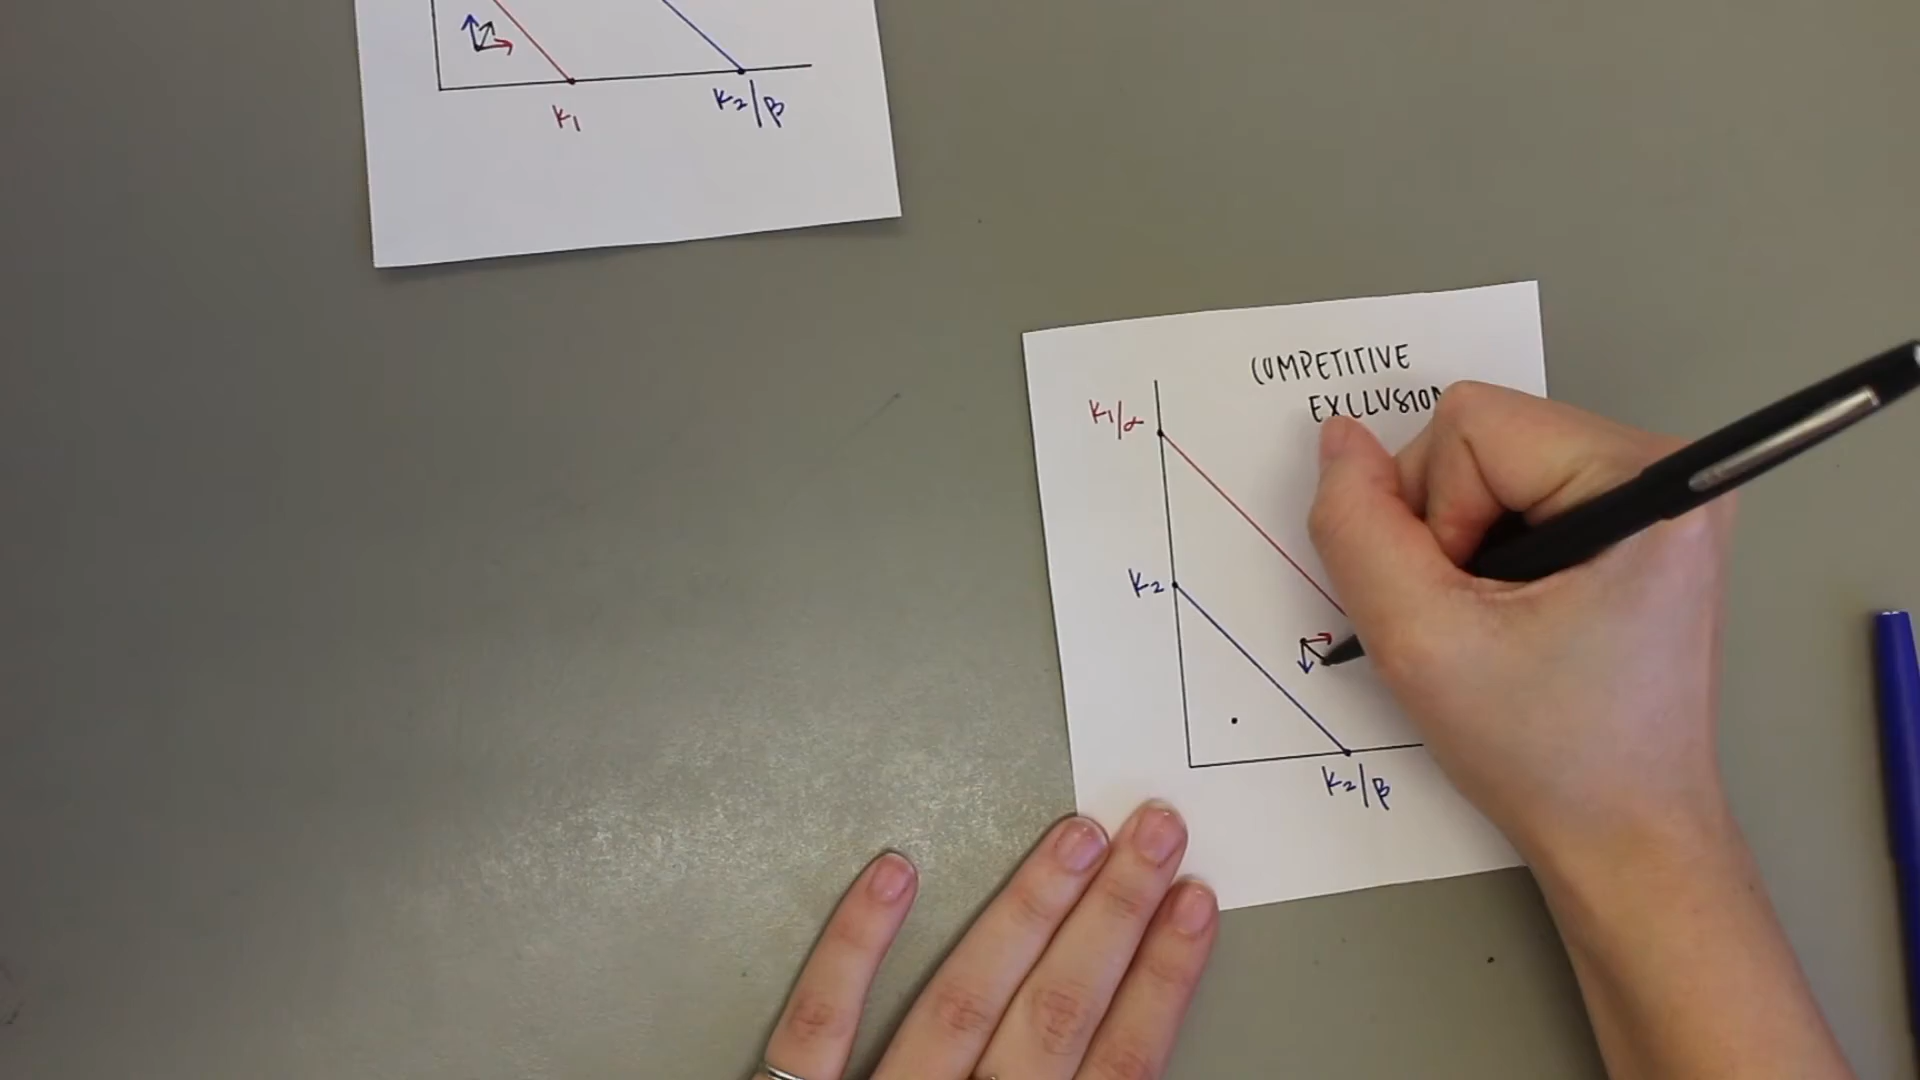 K1
K2/β
COMPETITIVE
EXCLUSION
K1/α
K2
K2/β